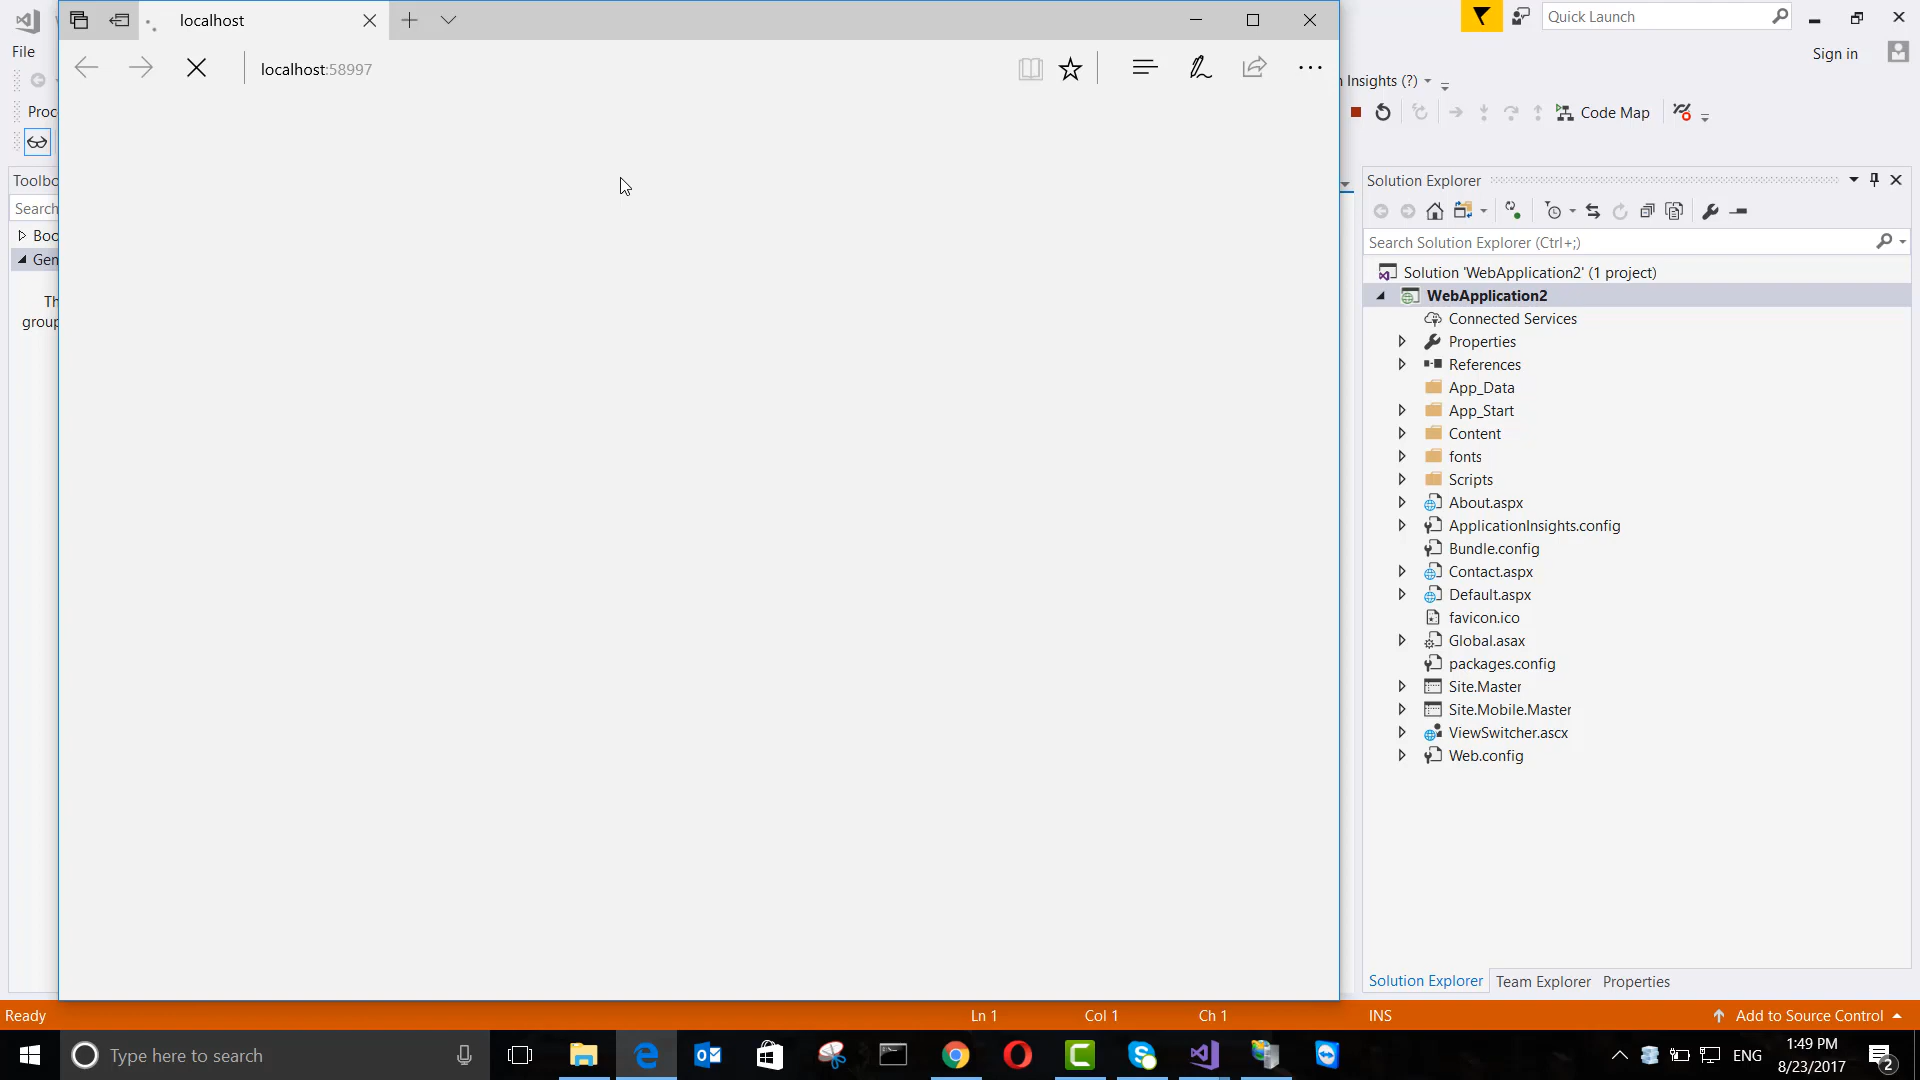 localhost
localhost:58997
Quick Launch
File
Sign in
Insights (?)
Proc
Code Map
Toolbo
Search
Boo
Gen
Th
group
Solution Explorer
Search Solution Explorer (Ctrl+;)
Solution 'WebApplication2' (1 project)
WebApplication2
Connected Services
Properties
References
App_Data
App_Start
Content
fonts
Scripts
About.aspx
ApplicationInsights.config
Bundle.config
Contact.aspx
Default.aspx
favicon.ico
Global.asax
packages.config
Site.Master
Site.Mobile.Master
ViewSwitcher.ascx
Web.config
Solution Explorer Team Explorer Properties
Ready Ln 1 Col 1 Ch 1 INS Add to Source Control
Type here to search
ENG
1:49 PM
8/23/2017
2